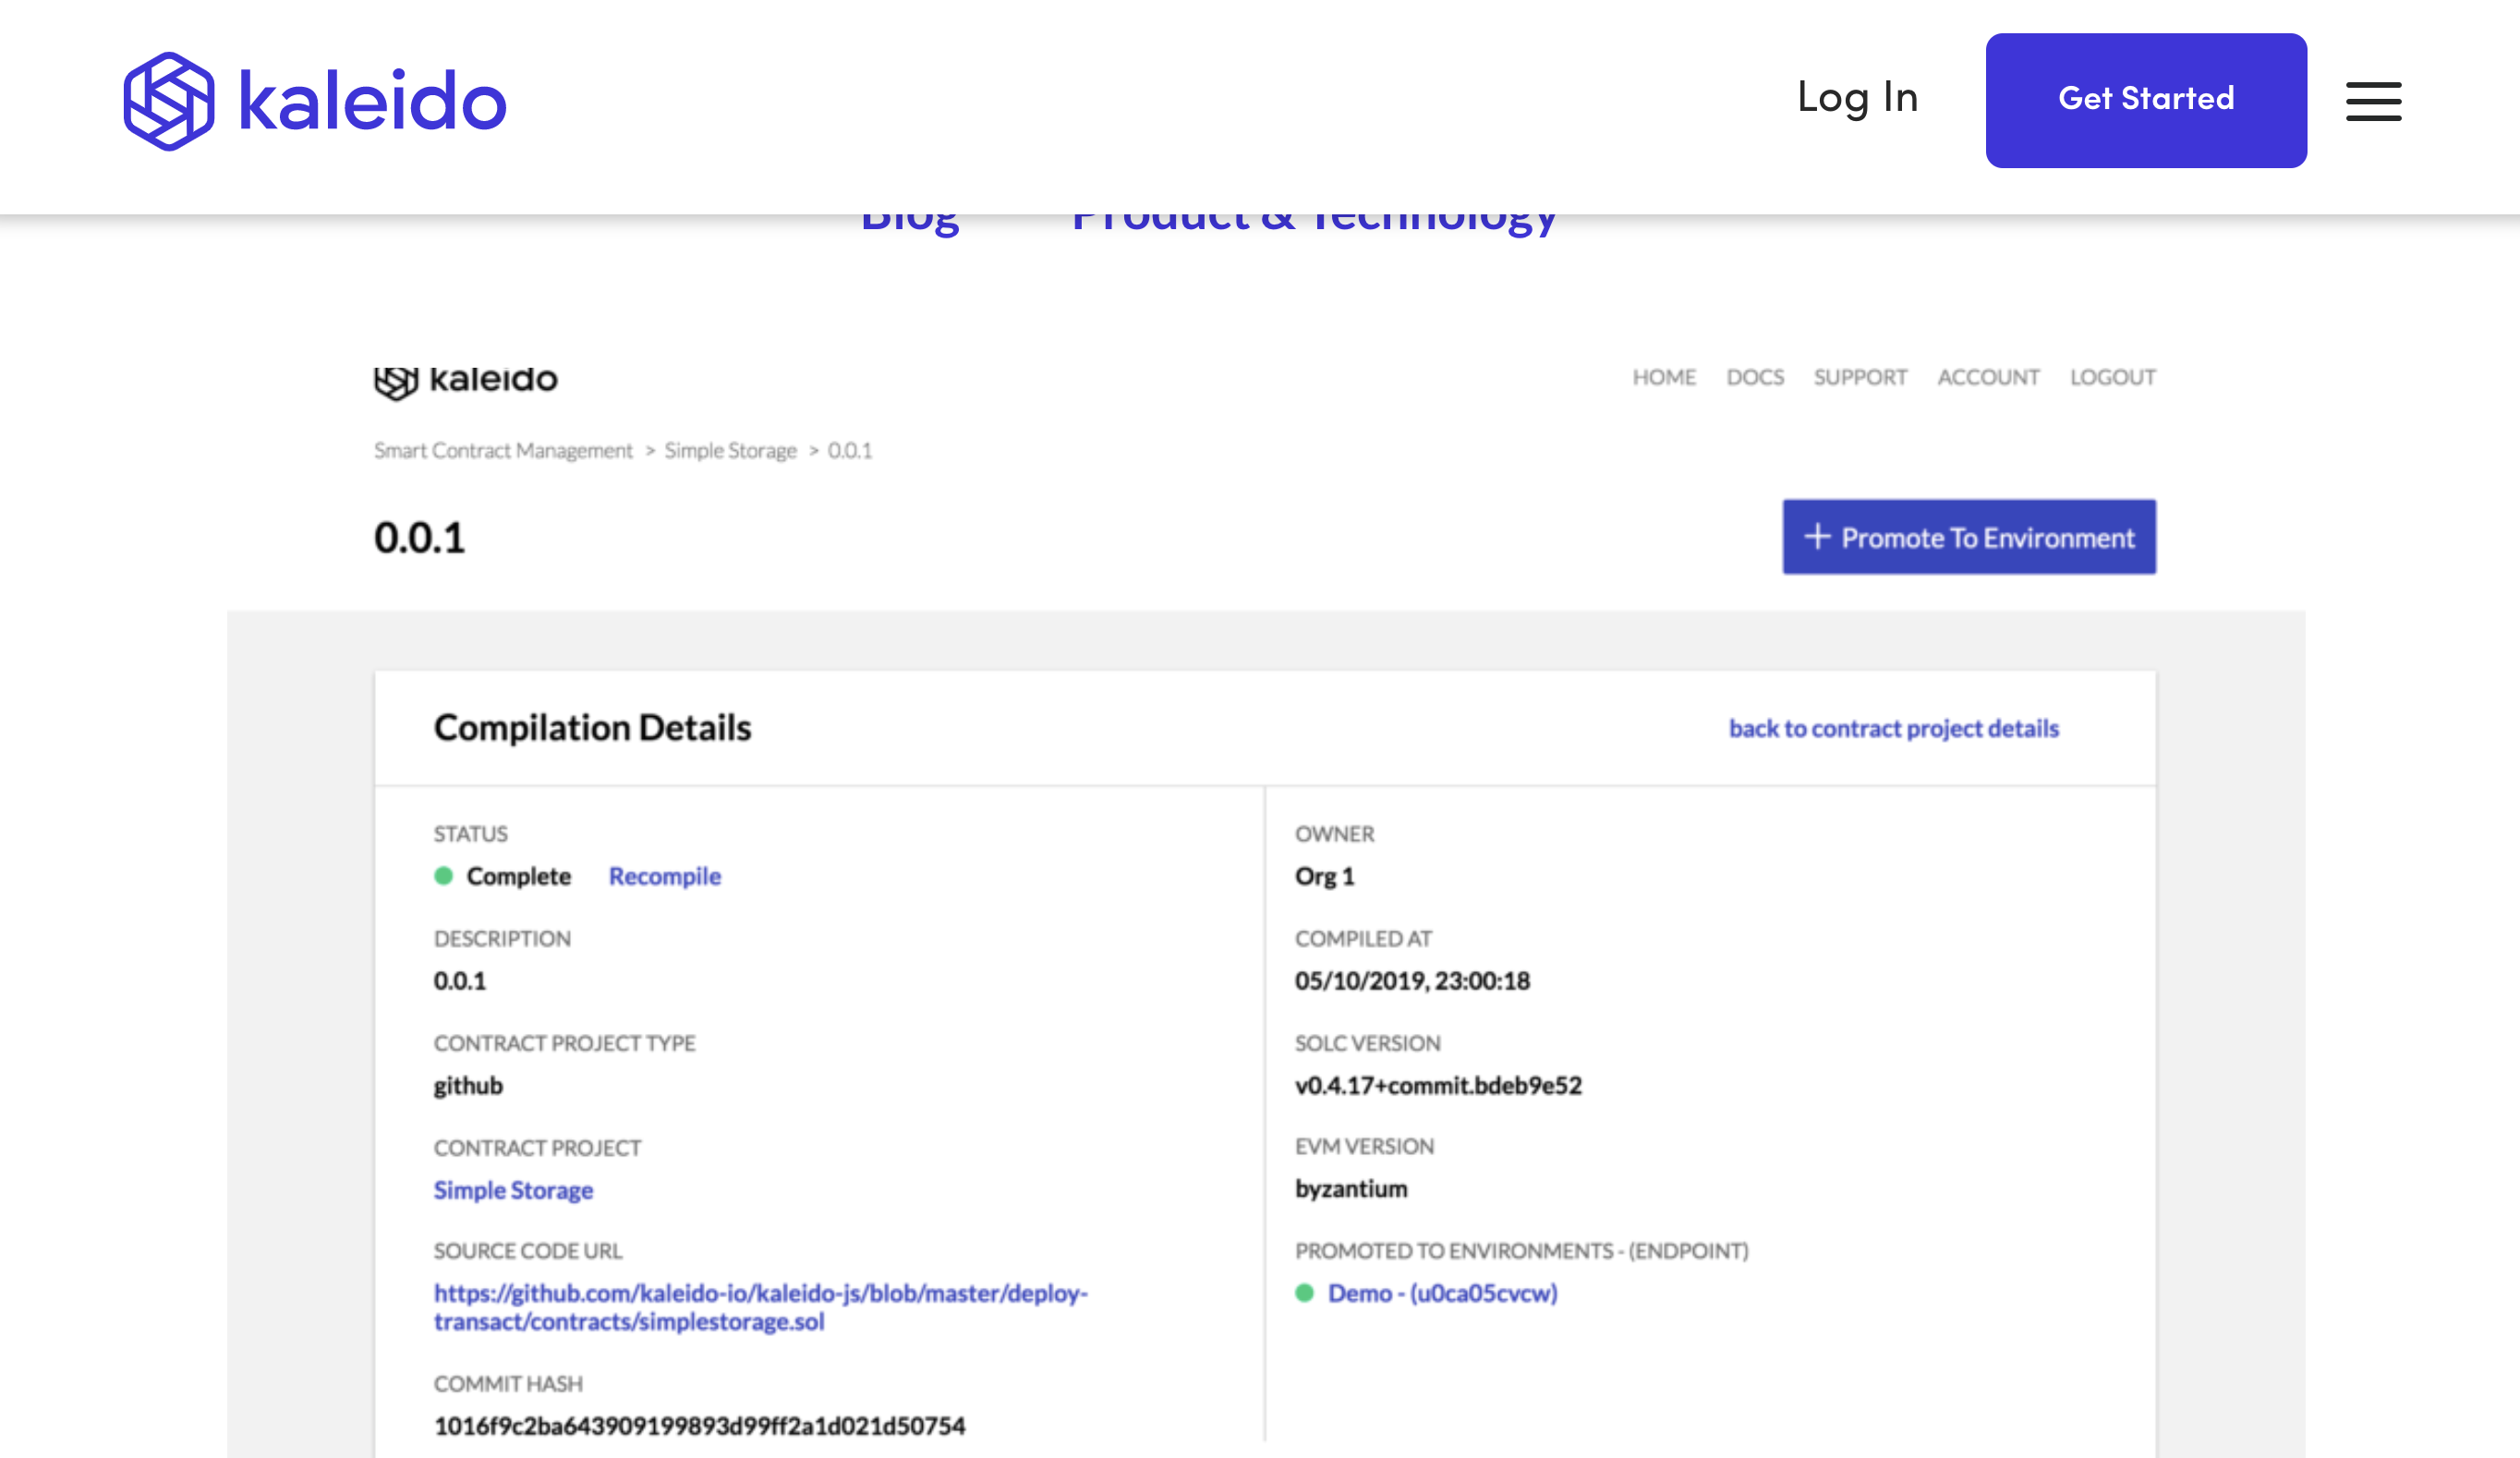 kaleido
Log In
Get Started
Blog
Product & Technology
kaleido
HOME DOCS SUPPORT ACCOUNT LOGOUT
Smart Contract Management > Simple Storage > 0.0.1
0.0.1
+ Promote To Environment
Compilation Details
back to contract project details
STATUS
Complete Recompile
DESCRIPTION
0.0.1
CONTRACT PROJECT TYPE
github
CONTRACT PROJECT
Simple Storage
SOURCE CODE URL
https://github.com/kaleido-io/kaleido-js/blob/master/deploy-
transact/contracts/simplestorage.sol
COMMIT HASH
1016f9c2ba643909199893d99ff2a1d021d50754
OWNER
Org 1
COMPILED AT
05/10/2019, 23:00:18
SOLC VERSION
v0.4.17+commit.bdeb9e52
EVM VERSION
byzantium
PROMOTED TO ENVIRONMENTS - (ENDPOINT)
Demo - (u0ca05cvcw)